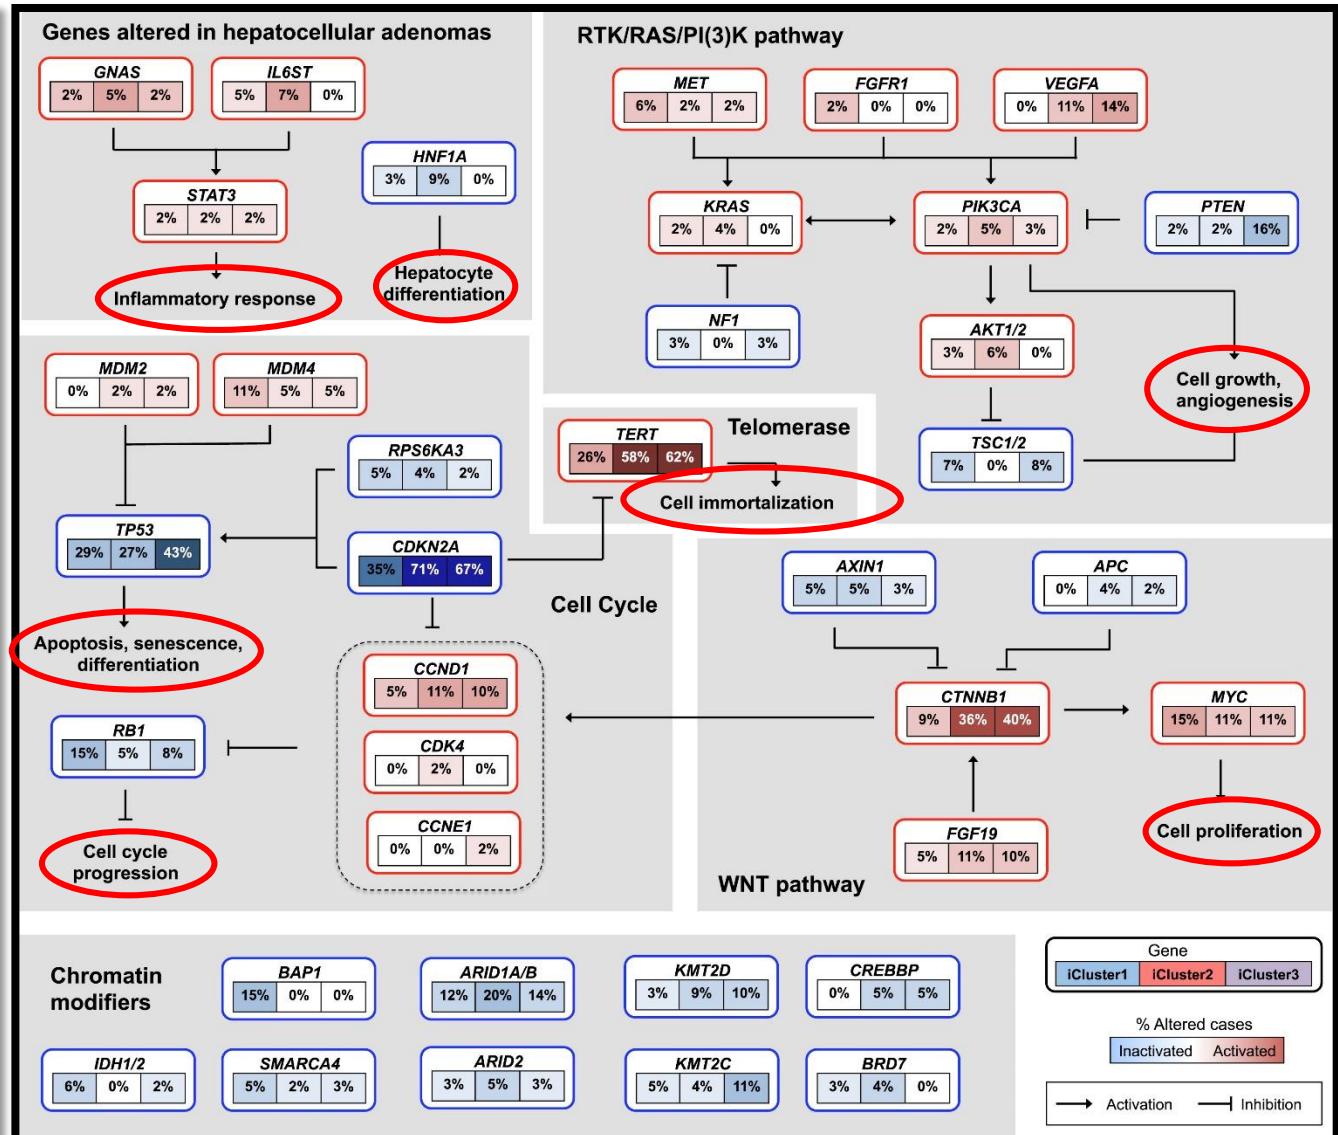 Genes altered in hepatocellular adenomas
GNAS
2% 5% 2%
IL6ST
5% 7% 0%
HNF1A
3% 9% 0%
STAT3
2% 2% 2%
Inflammatory response
Hepatocyte
differentiation
RTK/RAS/PI(3)K pathway
MET
6% 2% 2%
FGFR1
2% 0% 0%
VEGFA
0% 11% 14%
KRAS
2% 4% 0%
PIK3CA
2% 5% 3%
PTEN
2% 2% 16%
NF1
3% 0% 3%
AKT1/2
3% 6% 0%
Cell growth,
angiogenesis
TSC1/2
7% 0% 8%
MDM2
0% 2% 2%
MDM4
11% 5% 5%
RPS6KA3
5% 4% 2%
TP53
29% 27% 43%
CDKN2A
35% 71% 67%
Cell Cycle
Apoptosis, senescence,
differentiation
CCND1
5% 11% 10%
RB1
15% 5% 8%
CDK4
0% 2% 0%
CCNE1
0% 0% 2%
Cell cycle
progression
TERT
26% 58% 62%
Telomerase
Cell immortalization
AXIN1
5% 5% 3%
APC
0% 4% 2%
CTNNB1
9% 36% 40%
MYC
15% 11% 11%
FGF19
5% 11% 10%
Cell proliferation
WNT pathway
Chromatin
modifiers
BAP1
15% 0% 0%
ARID1A/B
12% 20% 14%
KMT2D
3% 9% 10%
CREBBP
0% 5% 5%
IDH1/2
6% 0% 2%
SMARCA4
5% 2% 3%
ARID2
3% 5% 3%
KMT2C
5% 4% 11%
BRD7
3% 4% 0%
Gene
iCluster1 iCluster2 iCluster3
% Altered cases
Inactivated Activated
Activation Inhibition